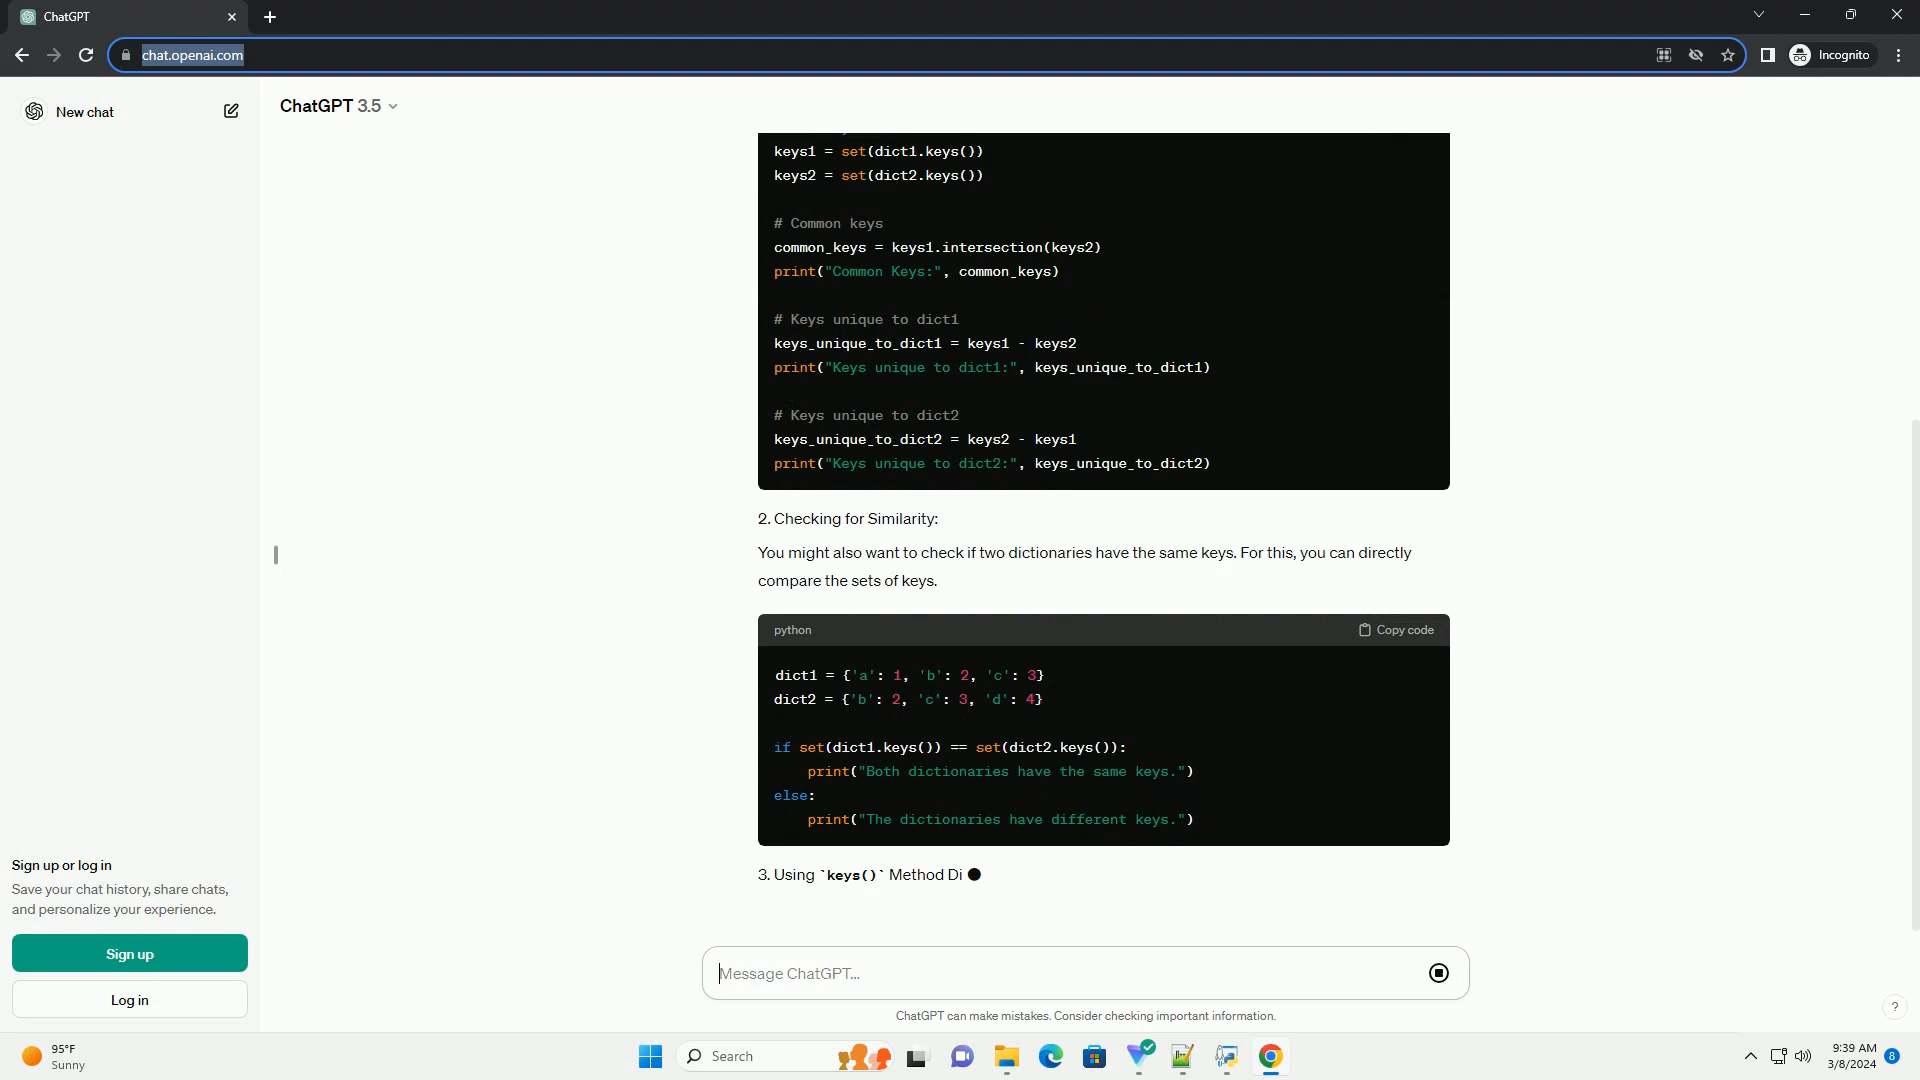 ChatGPT
chat.openai.com
Incognito
New chat
ChatGPT 3.5
keys1 = set(dict1.keys())
keys2 = set(dict2.keys())
# Common keys
common_keys = keys1.intersection(keys2)
print("Common Keys:", common_keys)
# Keys unique to dict1
keys_unique_to_dict1 = keys1 - keys2
print("Keys unique to dict1:", keys_unique_to_dict1)
# Keys unique to dict2
keys_unique_to_dict2 = keys2 - keys1
print("Keys unique to dict2:", keys_unique_to_dict2)
2. Checking for Similarity:
You might also want to check if two dictionaries have the same keys. For this, you can directly
compare the sets of keys.
python
Copy code
dict1 = {'a': 1, 'b': 2, 'c': 3}
dict2 = {'b': 2, 'c': 3, 'd': 4}
if set(dict1.keys()) == set(dict2.keys()):
    print("Both dictionaries have the same keys.")
else:
    print("The dictionaries have different keys.")
3. Using `keys()` Method Di
Sign up or log in
Save your chat history, share chats,
and personalize your experience.
Sign up
Log in
Message ChatGPT...
ChatGPT can make mistakes. Consider checking important information.
?
95°F
Sunny
Search
9:39 AM
3/8/2024
8